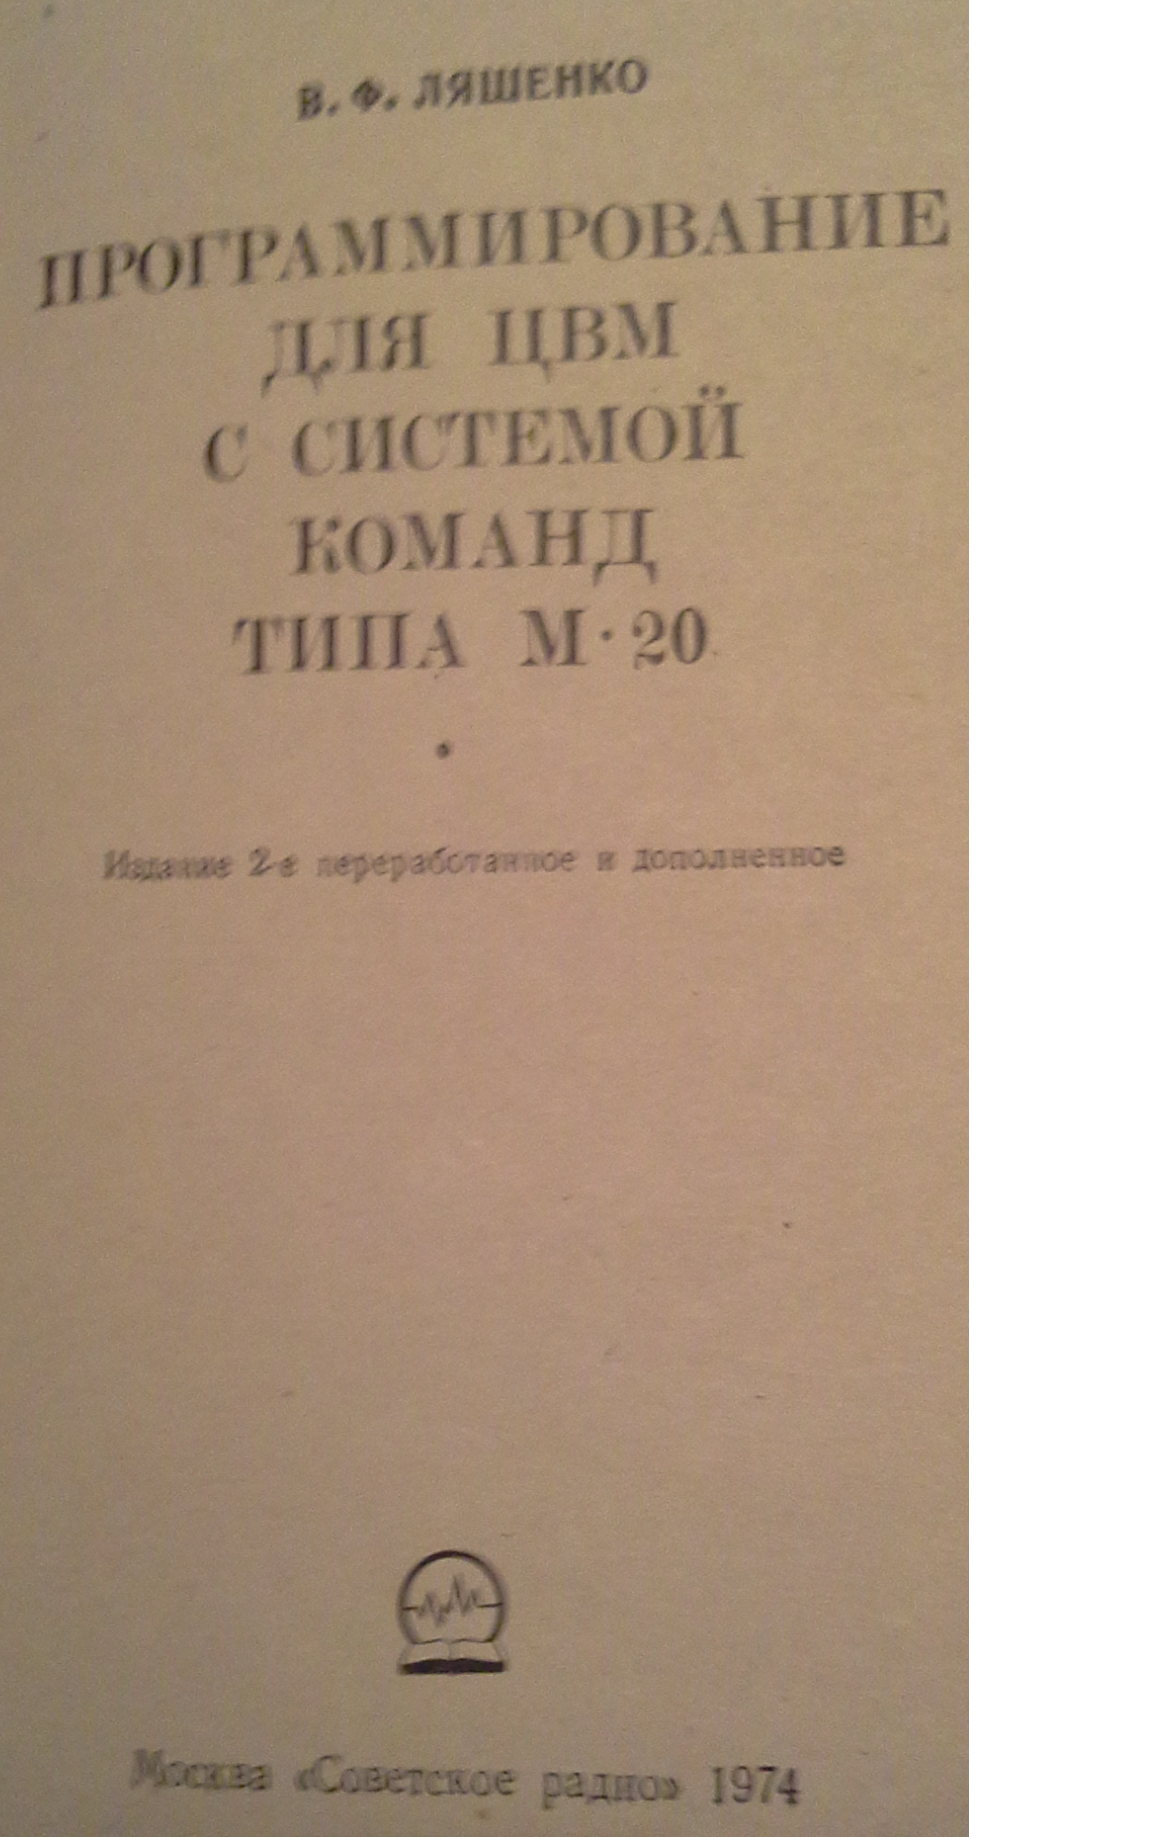 В. Ф. ЛЯШЕНКО
ПРОГРАММИРОВАНИЕ
ДЛЯ ЦВМ
С СИСТЕМОЙ
КОМАНД
ТИПА М·20
Издание 2-е переработанное и дополненное
Москва «Советское радио» 1974